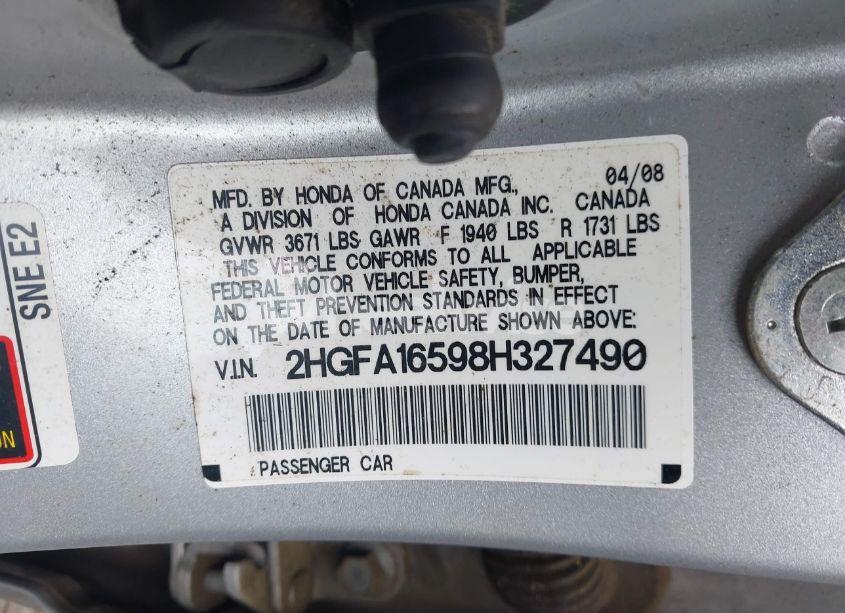 MFD. BY HONDA OF CANADA MFG., 04/08
A DIVISION OF HONDA CANADA INC. CANADA
GVWR 3671 LBS GAWR F 1940 LBS R 1731 LBS
THIS VEHICLE CONFORMS TO ALL APPLICABLE
FEDERAL MOTOR VEHICLE SAFETY, BUMPER,
AND THEFT PREVENTION STANDARDS IN EFFECT
ON THE DATE OF MANUFACTURE SHOWN ABOVE:
V.I.N. 2HGFA16598H327490
PASSENGER CAR
SNE E2